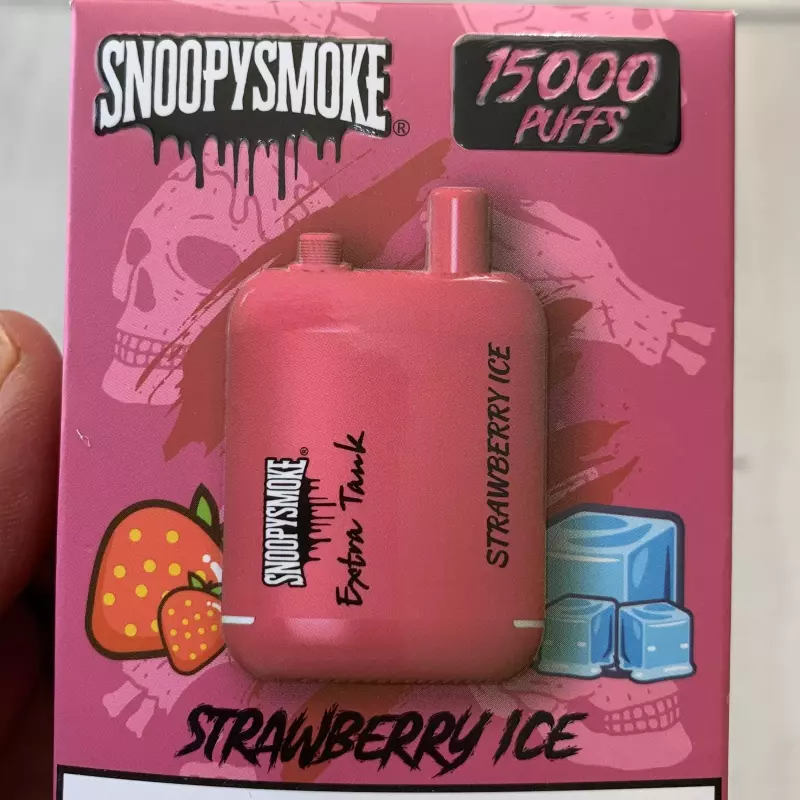 SNOOPYSMOKE®
15000
PUFFS
SNOOPYSMOKE®
Extra Tank
STRAWBERRY ICE
STRAWBERRY ICE